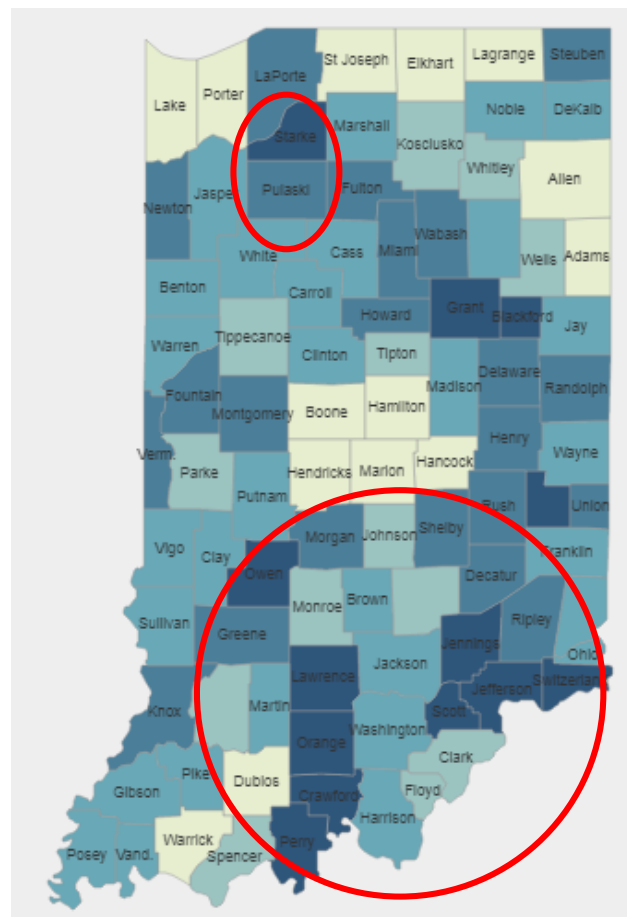 St Joseph
Elkhart
Lagrange
Steuben
LaPorte
Lake
Porter
Starke
Marshall
Noble
DeKalb
Kosciusko
Whitley
Allen
Newton
Jaspe
Pulaski
Fulton
Miami
Wabash
White
Cass
Wells
Adams
Benton
Carroll
Howard
Grant
Blackford
Jay
Warren
Tippecanoe
Clinton
Tipton
Madison
Delaware
Randolph
Fountain
Montgomery
Boone
Hamilton
Henry
Wayne
Verm.
Parke
Hendricks
Marion
Hancock
Putnam
Rush
Union
Morgan
Johnson
Shelby
Vigo
Clay
Owen
Franklin
Decatur
Monroe
Brown
Sullivan
Greene
Ripley
Jennings
Ohio
Jackson
Lawrence
Jefferson
Switzerlan
Knox
Martin
Washington
Scott
Orange
Clark
Pike
Dubios
Gibson
Crawford
Floyd
Harrison
Posey
Vand.
Warrick
Spencer
Perry